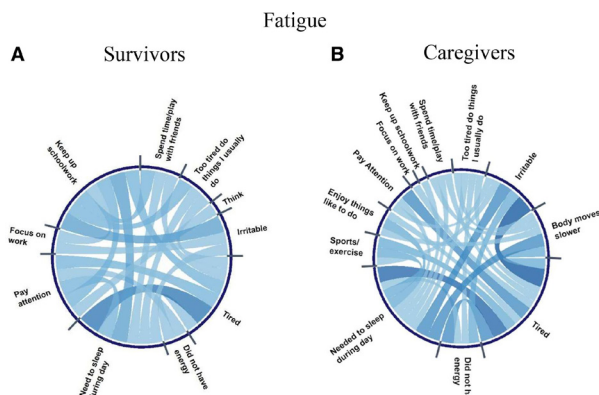 Fatigue
A
Survivors
B
Caregivers
Spend time/play
with friends
Too tired do
things I usually
do
Think
Irritable
Tired
Did not have
energy
Need to sleep
during day
Pay
attention
Focus on
work
Keep up
schoolwork
Keep up schoolwork
Spend time/play
with friends
Too tired do things
I usually do
Irritable
Body moves
slower
Tired
Did not h
energy
Needed to sleep
during day
Sports/
exercise
Enjoy things
like to do
Pay Attention
Focus on work